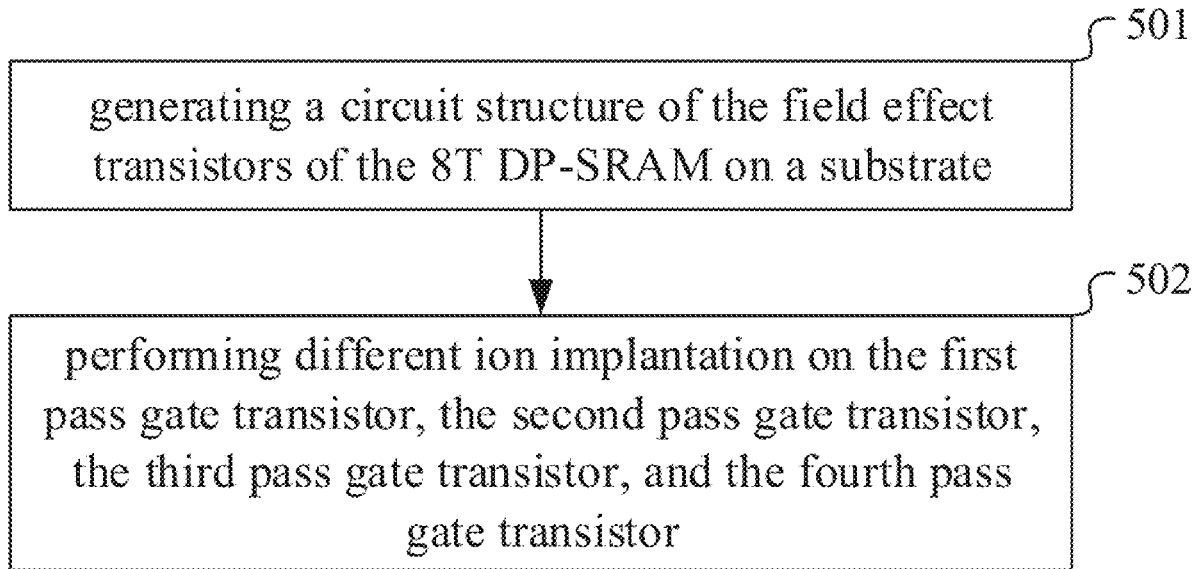 501
generating a circuit structure of the field effect
transistors of the 8T DP-SRAM on a substrate
502
performing different ion implantation on the first
pass gate transistor, the second pass gate transistor,
the third pass gate transistor, and the fourth pass
gate transistor